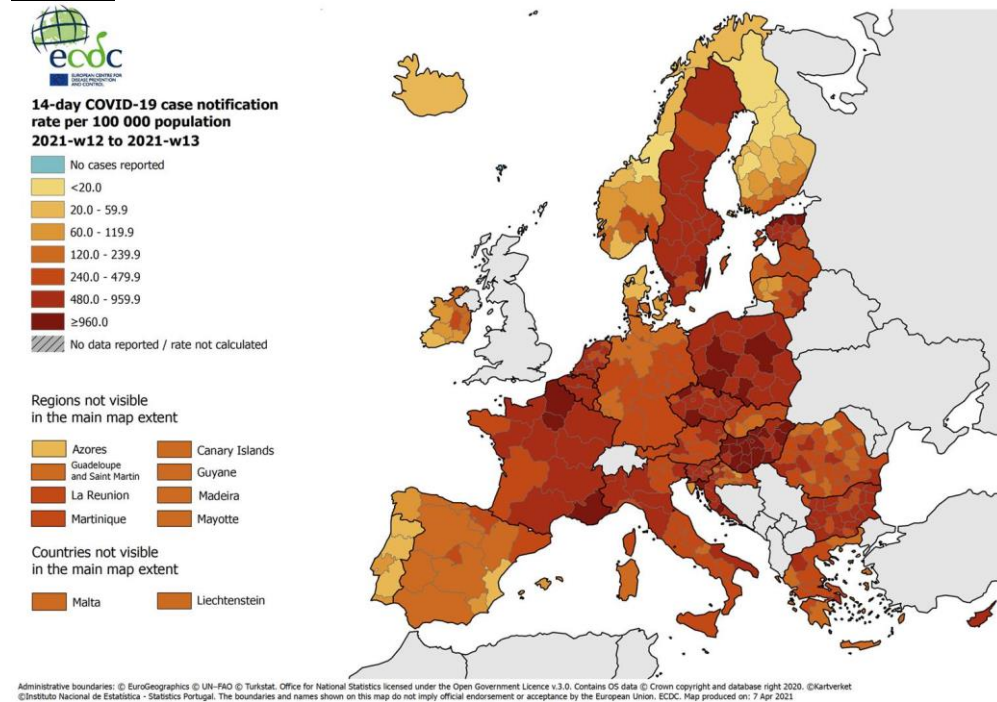 ecdc
EUROPEAN CENTRE FOR
DISEASE PREVENTION
AND CONTROL
14-day COVID-19 case notification
rate per 100 000 population
2021-w12 to 2021-w13
No cases reported
<20.0
20.0 - 59.9
60.0 - 119.9
120.0 - 239.9
240.0 - 479.9
480.0 - 959.9
≥960.0
No data reported / rate not calculated
Regions not visible
in the main map extent
Azores
Canary Islands
Guadeloupe
and Saint Martin
Guyane
La Reunion
Madeira
Martinique
Mayotte
Countries not visible
in the main map extent
Malta
Liechtenstein
Administrative boundaries: © EuroGeographics © UN–FAO © Turkstat. Office for National Statistics licensed under the Open Government Licence v.3.0. Contains OS data © Crown copyright and database right 2020. ©Kartverket
©Instituto Nacional de Estatística - Statistics Portugal. The boundaries and names shown on this map do not imply official endorsement or acceptance by the European Union. ECDC. Map produced on: 7 Apr 2021